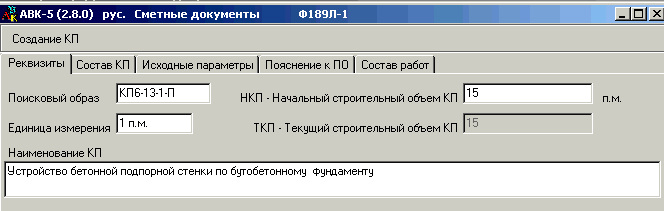 АВК-5 (2.8.0) рус. Сметные документы Ф189Л-1
Создание КП
Реквизиты Состав КП Исходные параметры Пояснение к ПО Состав работ
Поисковый образ КП6-13-1-П НКП - Начальный строительный объем КП 15 п.м.
Единица измерения 1 п.м. ТКП - Текущий строительный объем КП 15
Наименование КП
Устройство бетонной подпорной стенки по бутобетонному фундаменту